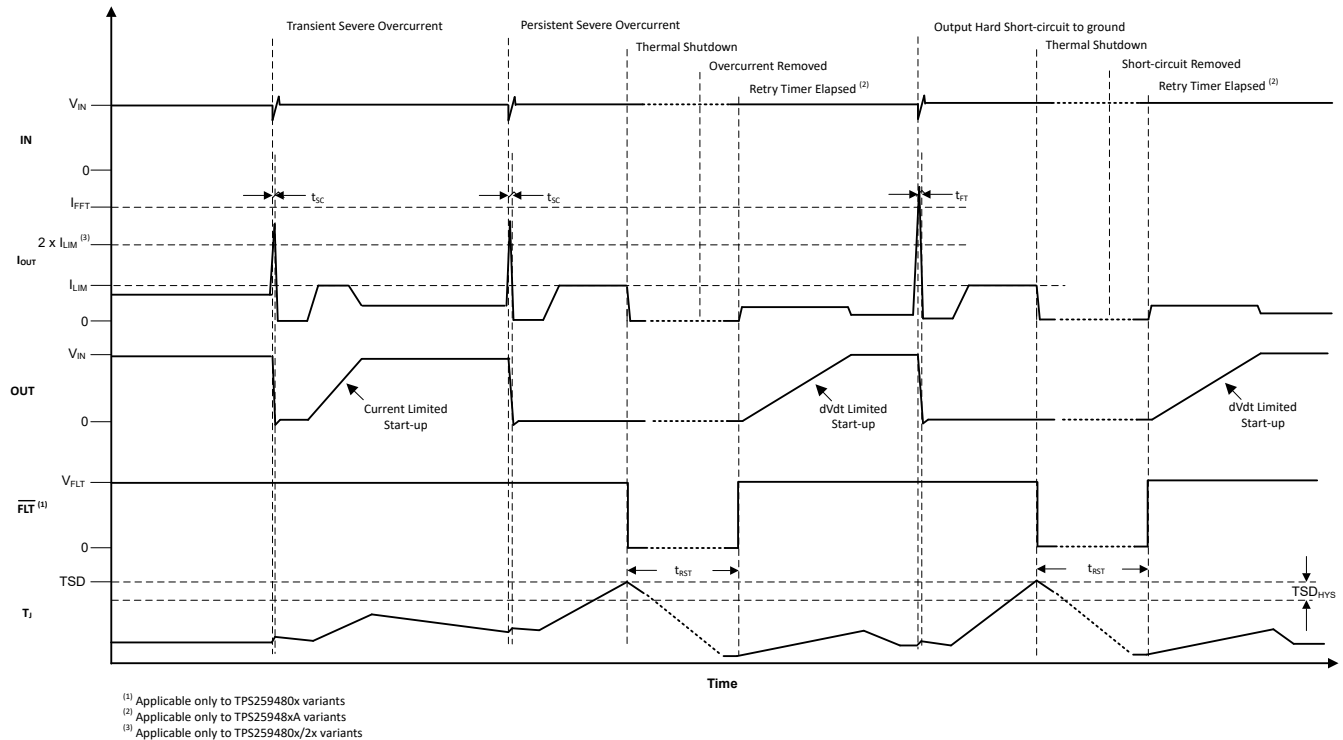 Transient Severe Overcurrent
Persistent Severe Overcurrent
Output Hard Short-circuit to ground
Thermal Shutdown
Thermal Shutdown
Overcurrent Removed
Short-circuit Removed
Retry Timer Elapsed (2)
Retry Timer Elapsed (2)
VIN
IN
0
tSC
tSC
tFT
IFFT
2 x ILIM (3)
IOUT
ILIM
0
VIN
OUT
Current Limited
Start-up
dVdt Limited
Start-up
dVdt Limited
Start-up
0
VFLT
FLT (1)
0
TSD
tRST
tRST
TSDHYS
TJ
Time
(1) Applicable only to TPS259480x variants
(2) Applicable only to TPS25948xA variants
(3) Applicable only to TPS259480x/2x variants